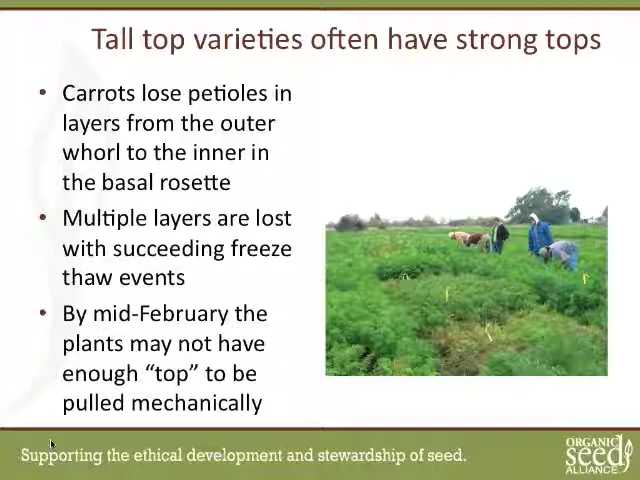 Tall top varieties often have strong tops
• Carrots lose petioles in
layers from the outer
whorl to the inner in
the basal rosette
• Multiple layers are lost
with succeeding freeze
thaw events
• By mid-February the
plants may not have
enough “top” to be
pulled mechanically
Supporting the ethical development and stewardship of seed.
ORGANIC
seed
ALLIANCE